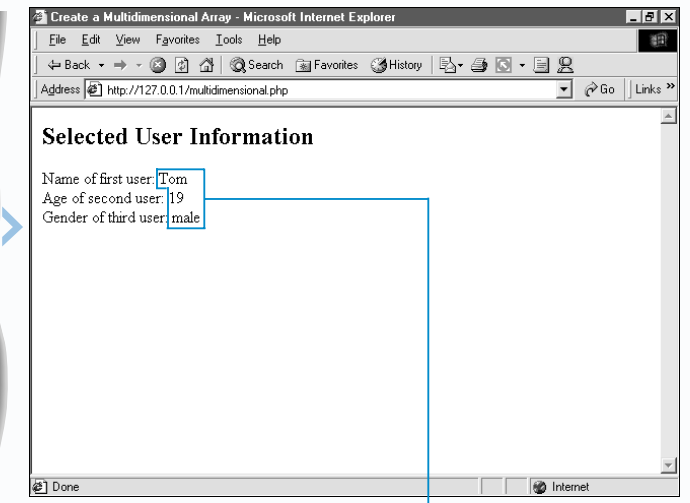 Create a Multidimensional Array - Microsoft Internet Explorer
File Edit View Favorites Tools Help
Back Search Favorites History
Address http://127.0.0.1/multidimensional.php Go Links »
Selected User Information
Name of first user: Tom
Age of second user: 19
Gender of third user: male
Done Internet